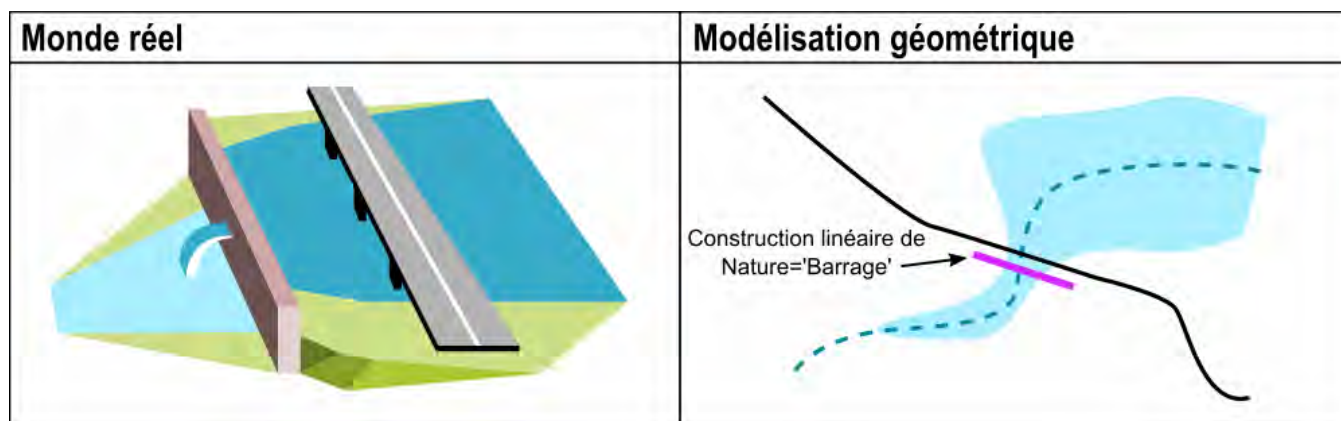 Monde réel
Modélisation géométrique
Construction linéaire de
Nature='Barrage'